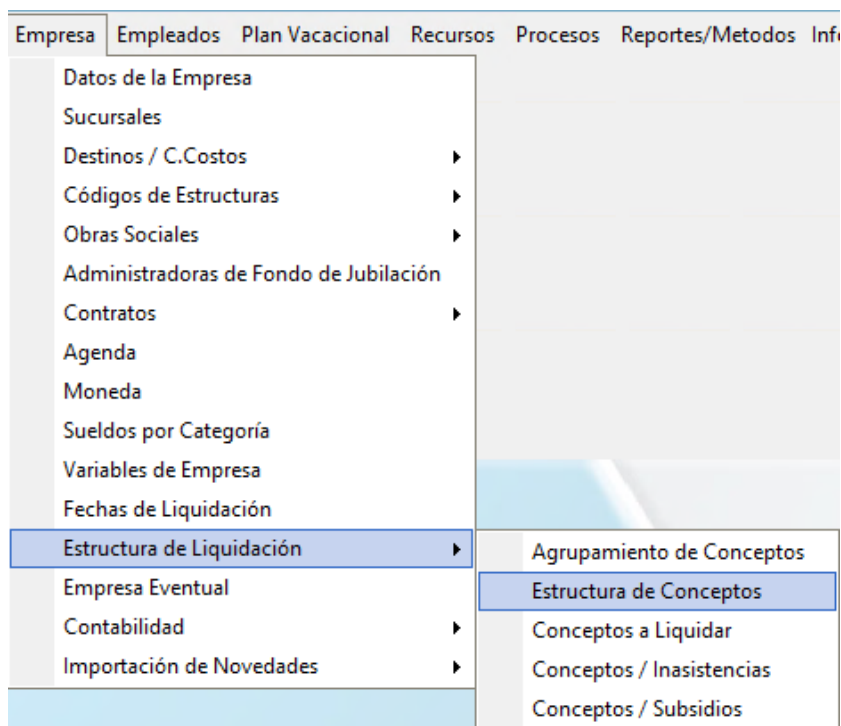 Empresa Empleados Plan Vacacional Recursos Procesos Reportes/Metodos
Datos de la Empresa
Sucursales
Destinos / C.Costos
Códigos de Estructuras
Obras Sociales
Administradoras de Fondo de Jubilación
Contratos
Agenda
Moneda
Sueldos por Categoría
Variables de Empresa
Fechas de Liquidación
Estructura de Liquidación
Empresa Eventual
Contabilidad
Importación de Novedades
Agrupamiento de Conceptos
Estructura de Conceptos
Conceptos a Liquidar
Conceptos / Inasistencias
Conceptos / Subsidios